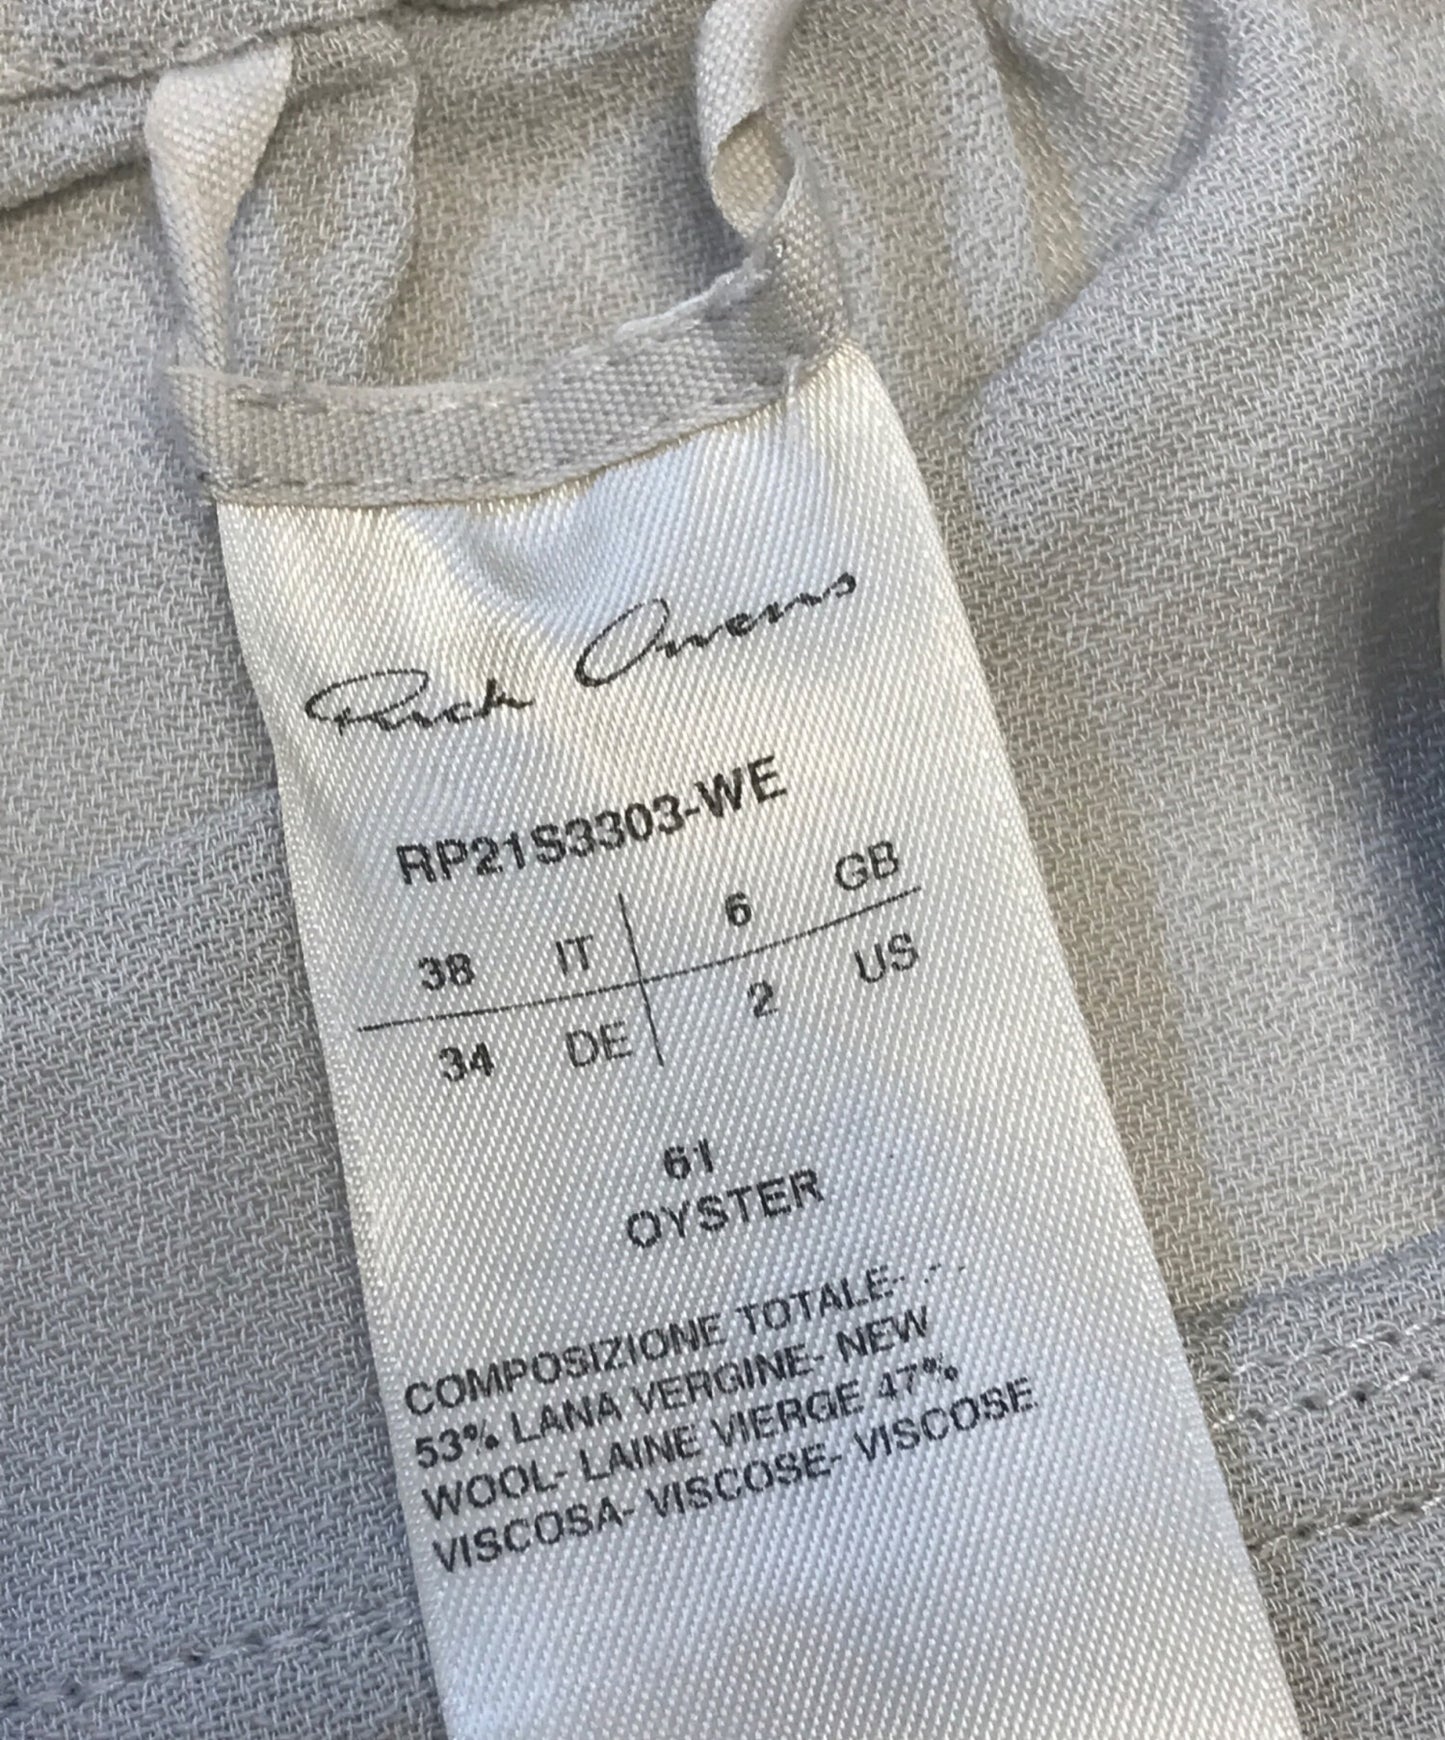 Rick Owens
RP21S3303-WE
38 IT 6 GB
34 DE 2 US
61
OYSTER
COMPOSIZIONE TOTALE-
53% LANA VERGINE- NEW
WOOL- LAINE VIERGE 47%
VISCOSA- VISCOSE- VISCOSE